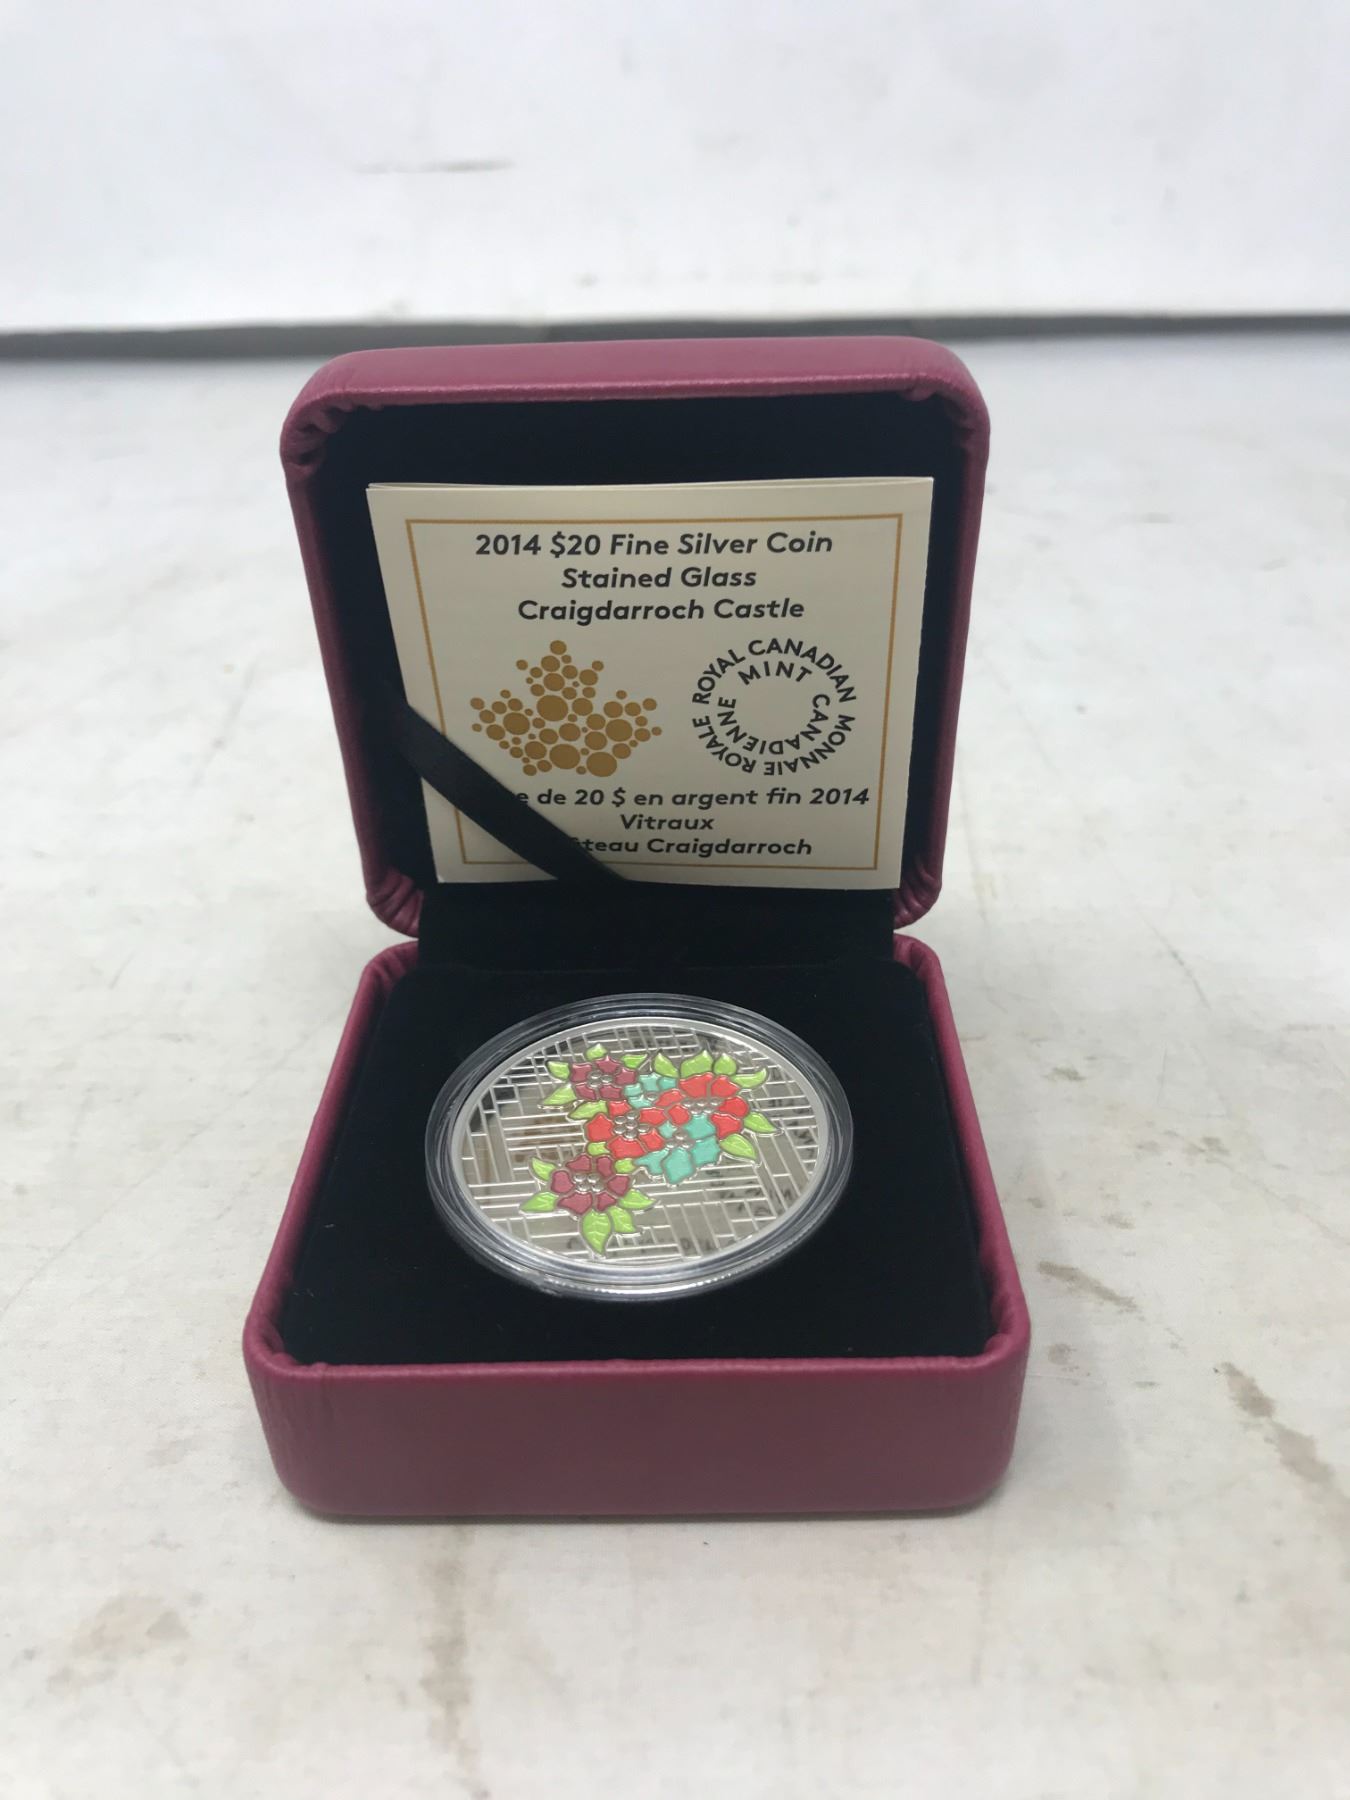 2014 $20 Fine Silver Coin
Stained Glass
Craigdarroch Castle
ROYAL CANADIAN MINT
MONNAIE ROYALE CANADIENNE
de 20 $ en argent fin 2014
Vitraux
Craigdarroch